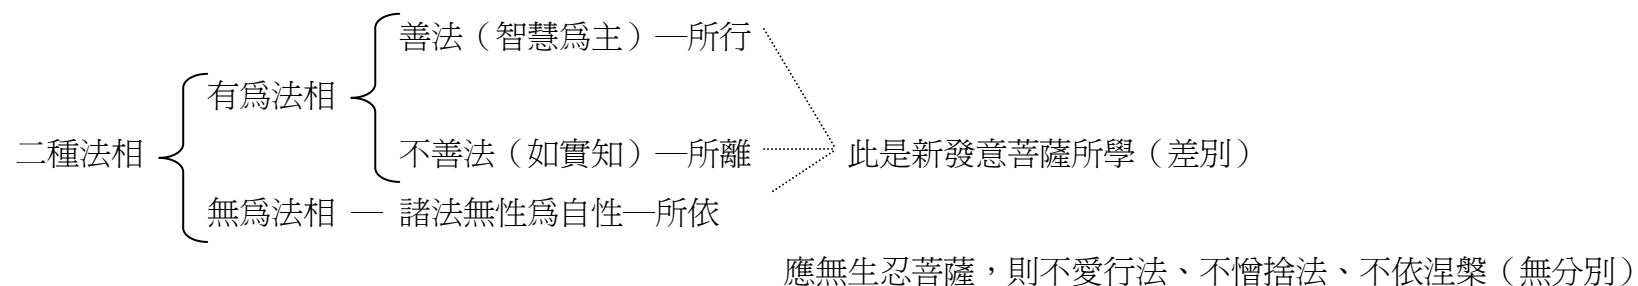 善法（智慧爲主）—所行
有爲法相
二種法相
不善法（如實知）—所離
此是新發意菩薩所學（差別）
無爲法相 — 諸法無性爲自性—所依
應無生忍菩薩，則不愛行法、不憎捨法、不依涅槃（無分別）